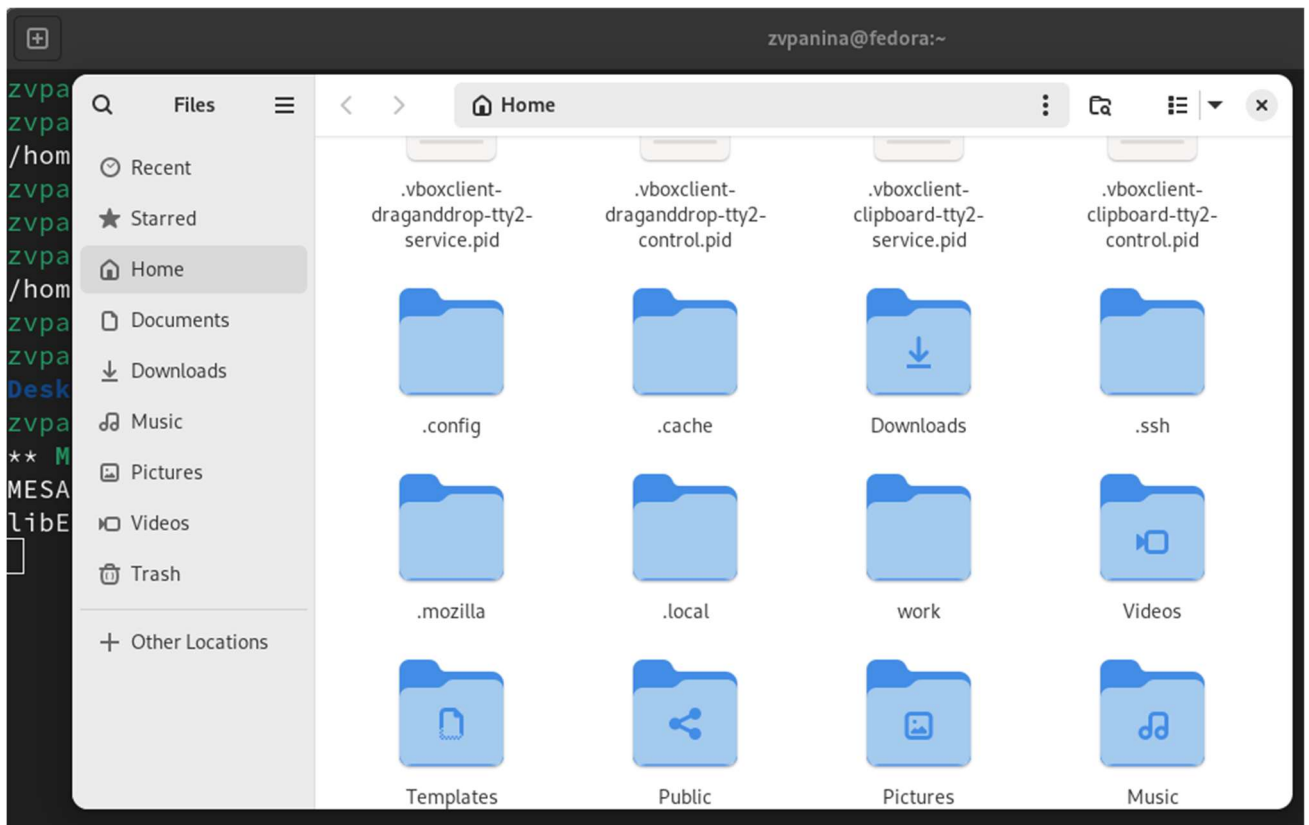 zvpanina@fedora:~
zvpa
zvpa
/hom
zvpa
zvpa
zvpa
/hom
zvpa
zvpa
Desk
zvpa
** M
MESA
libE
Files
Recent
Starred
Home
Documents
Downloads
Music
Pictures
Videos
Trash
Other Locations
Home
.vboxclient-
draganddrop-tty2-
service.pid
.vboxclient-
draganddrop-tty2-
control.pid
.vboxclient-
clipboard-tty2-
service.pid
.vboxclient-
clipboard-tty2-
control.pid
.config
.cache
Downloads
.ssh
.mozilla
.local
work
Videos
Templates
Public
Pictures
Music